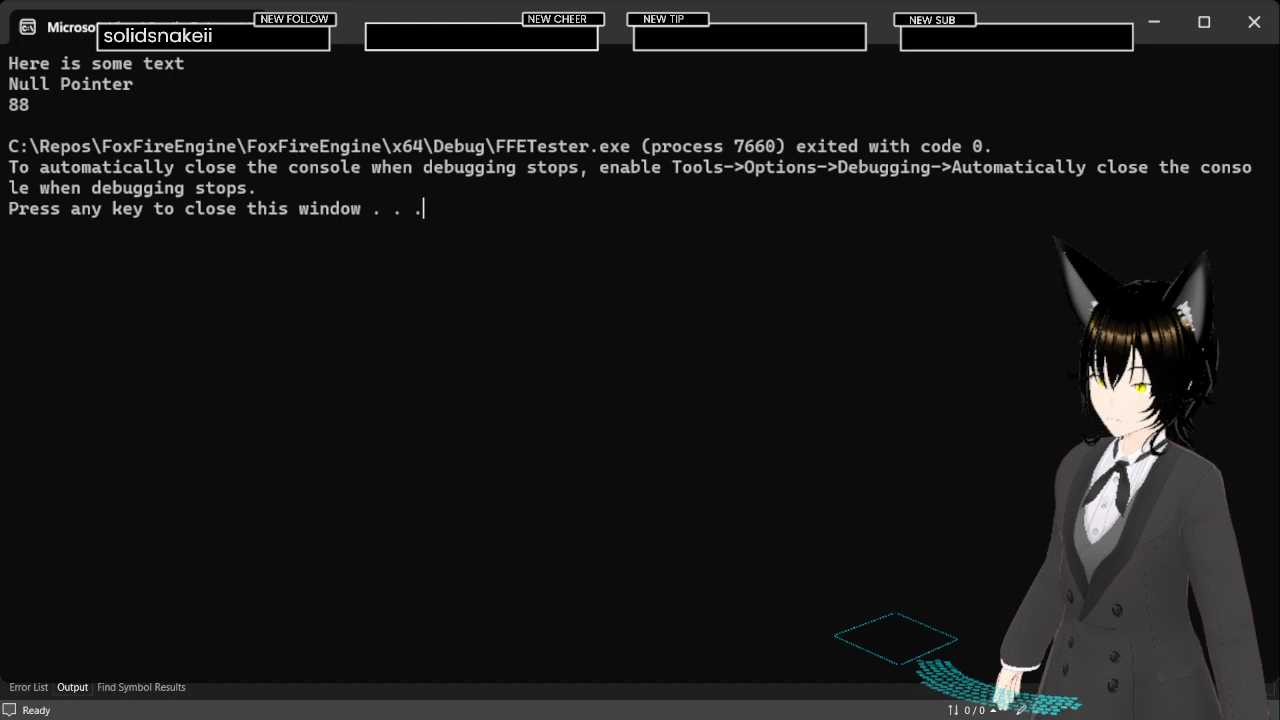 NEW FOLLOW
NEW CHEER
NEW TIP
NEW SUB
solidsnakeii
Here is some text
Null Pointer
88
C:\Repos\FoxFireEngine\FoxFireEngine\x64\Debug\FFETester.exe (process 7660) exited with code 0.
To automatically close the console when debugging stops, enable Tools->Options->Debugging->Automatically close the conso
le when debugging stops.
Press any key to close this window . . .
Error List Output Find Symbol Results
Ready
0 / 0